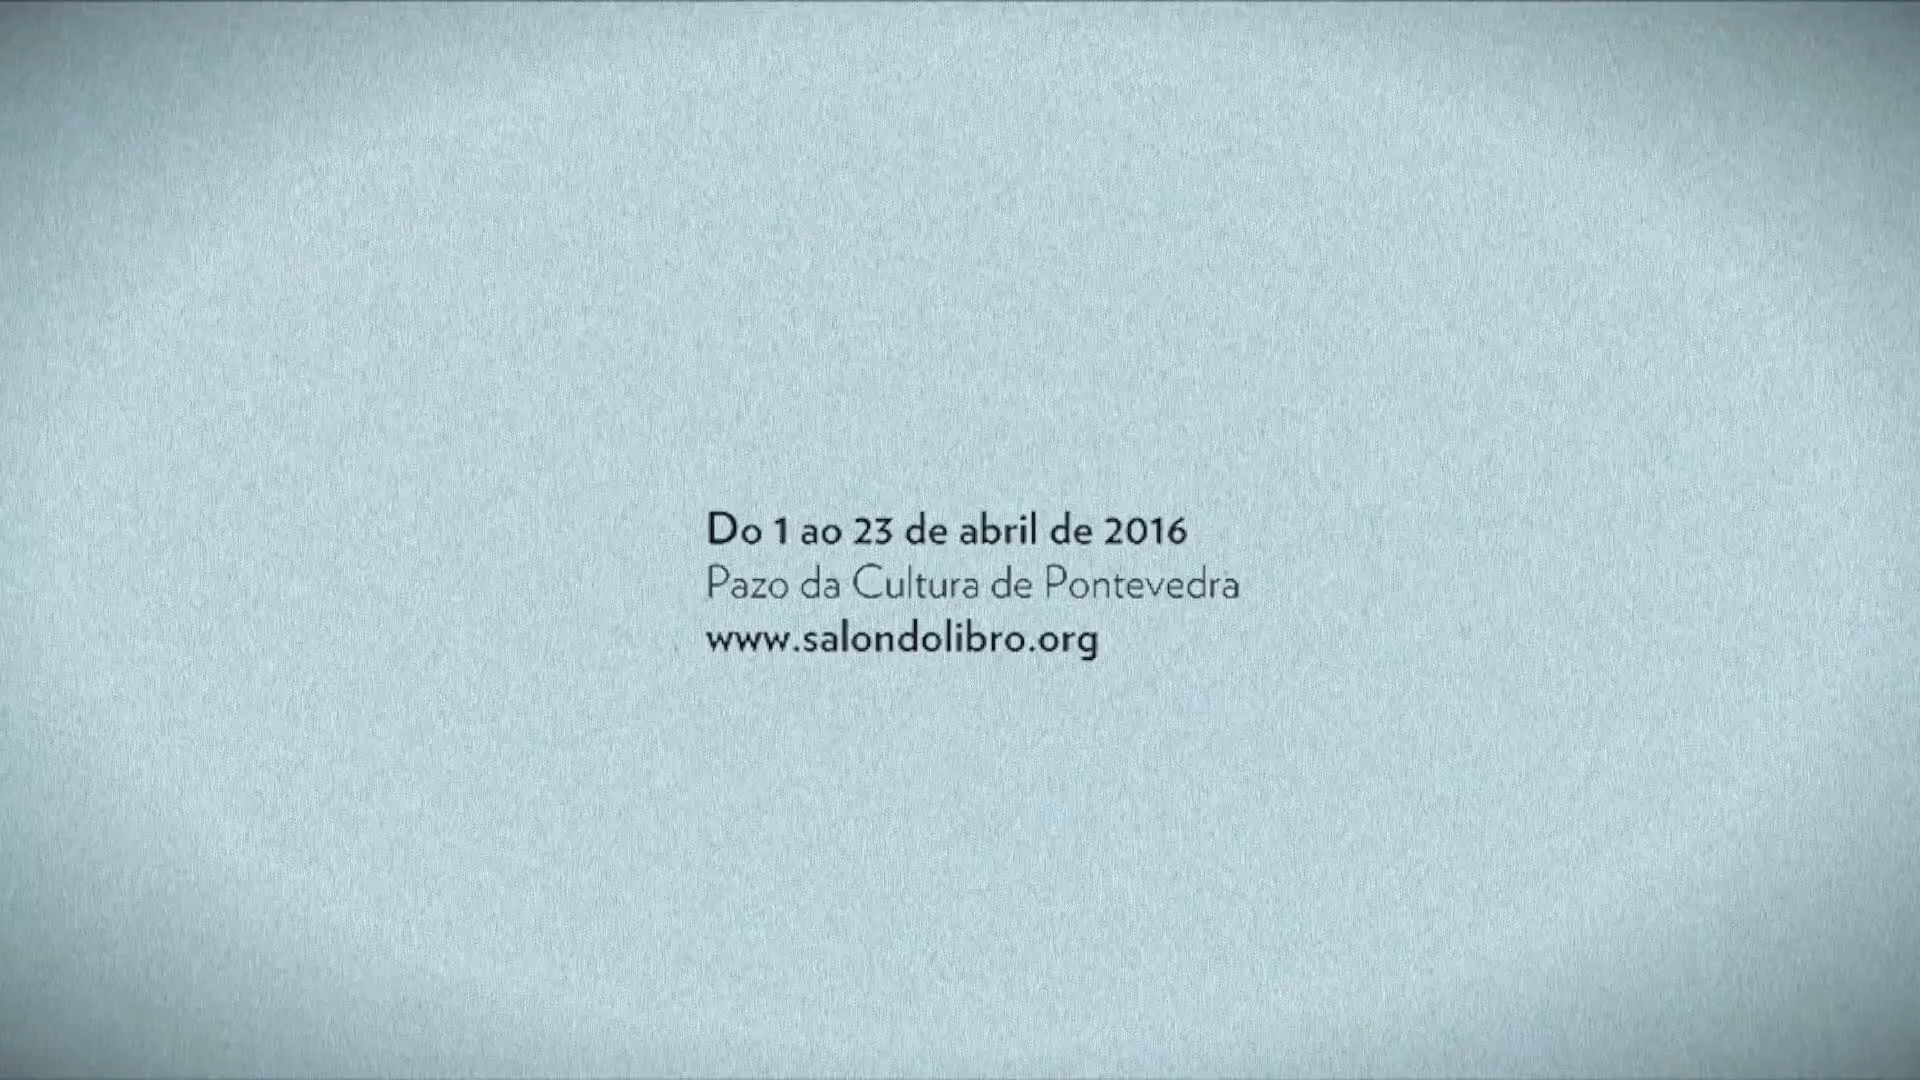 Do 1 ao 23 de abril de 2016
Pazo da Cultura de Pontevedra
www.salondolibro.org